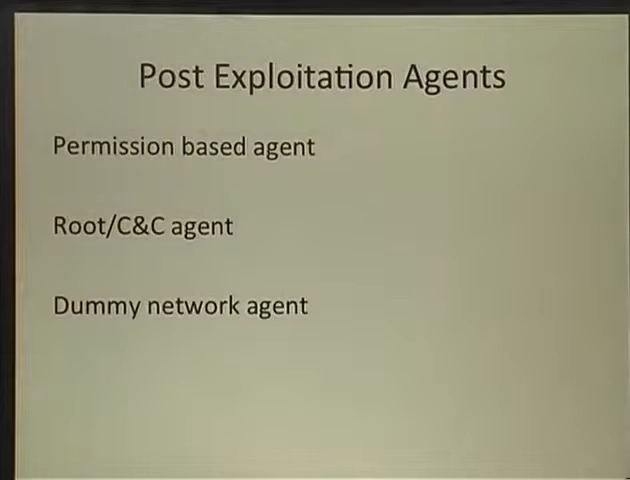 Post Exploitation Agents
Permission based agent
Root/C&C agent
Dummy network agent